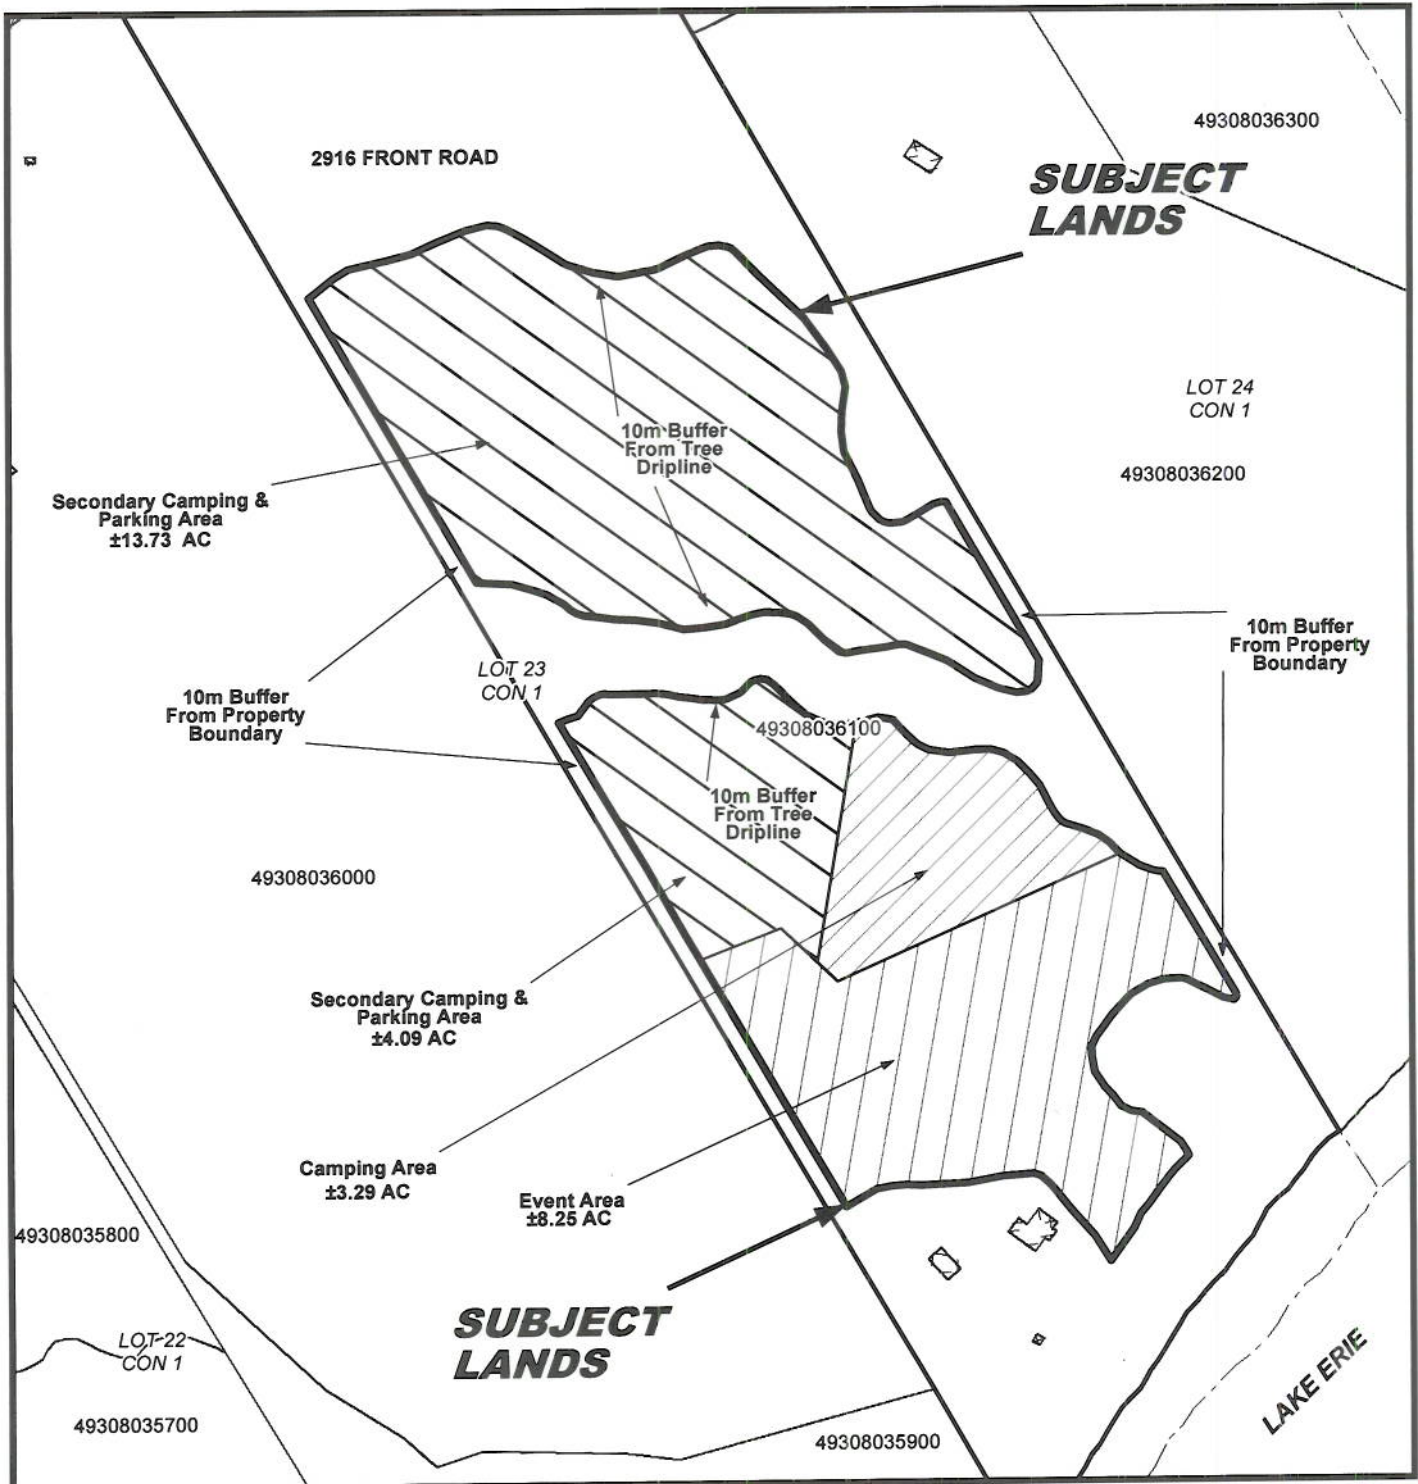 49308036300
2916 FRONT ROAD
SUBJECT
LANDS
LOT 24
CON 1
10m Buffer
From Tree
Dripline
49308036200
Secondary Camping &
Parking Area
±13.73 AC
10m Buffer
From Property
Boundary
LOT 23
CON 1
10m Buffer
From Property
Boundary
49308036100
10m Buffer
From Tree
Dripline
49308036000
Secondary Camping &
Parking Area
±4.09 AC
Camping Area
±3.29 AC
Event Area
±8.25 AC
49308035800
SUBJECT
LANDS
LOT 22
CON 1
LAKE ERIE
49308035700
49308035900